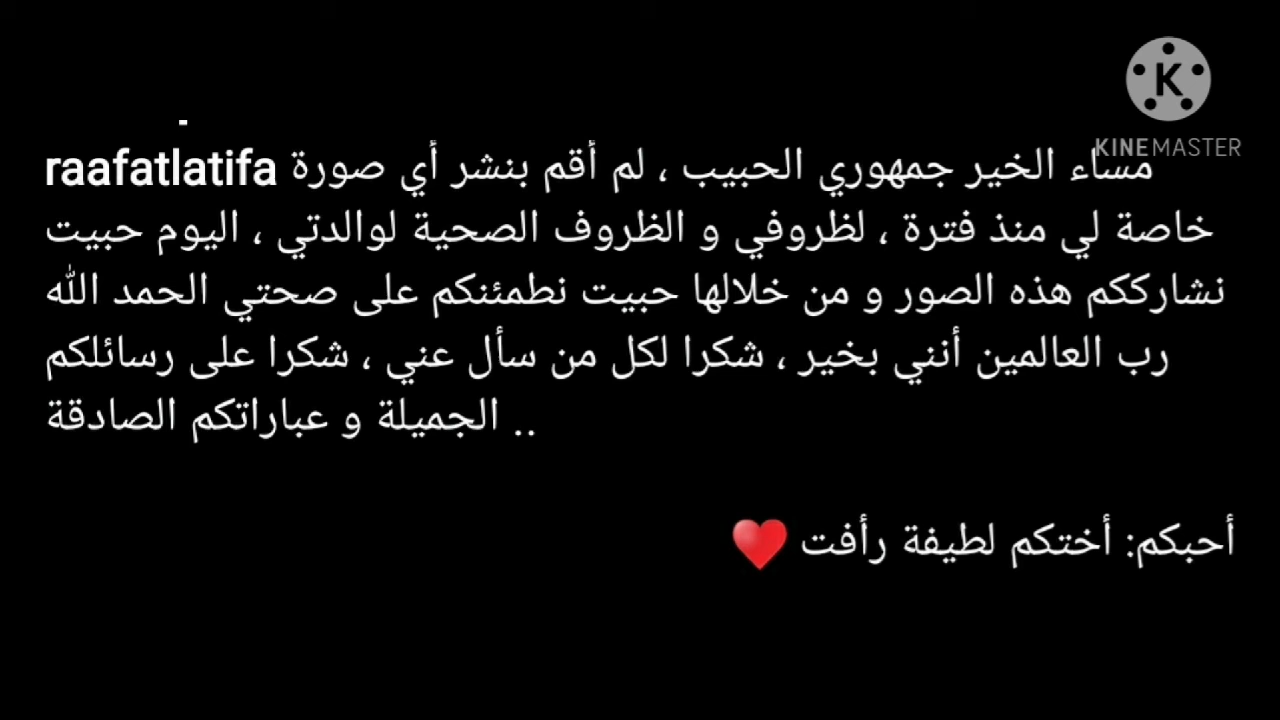 KINEMASTER
raafatlatifa مساء الخير جمهوري الحبيب ، لم أقم بنشر أي صورة
خاصة لي منذ فترة ، لظروفي و الظروف الصحية لوالدتي ، اليوم حبيت
نشارككم هذه الصور و من خلالها حبيت نطمئنكم على صحتي الحمد الله
رب العالمين أنني بخير ، شكرا لكل من سأل عني ، شكرا على رسائلكم
الجميلة و عباراتكم الصادقة ..
أحبكم: أختكم لطيفة رأفت ♥️